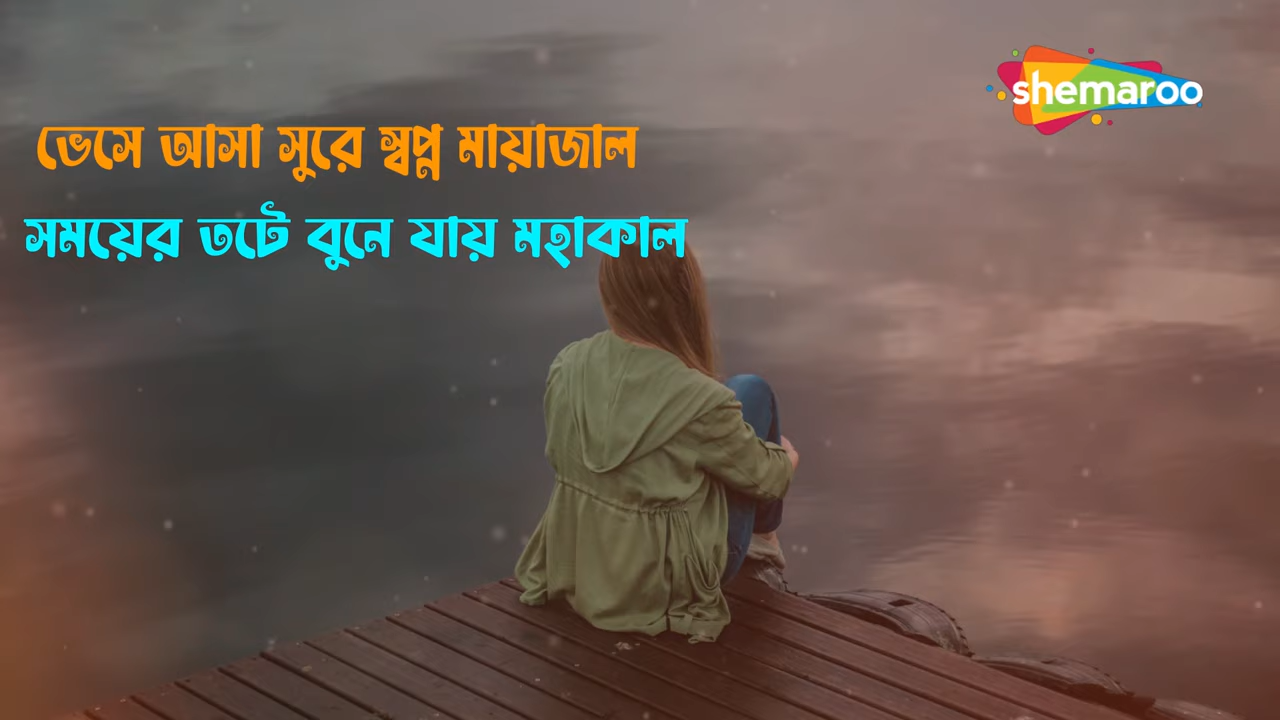 shemaroo
ভেসে আসা সুরে স্বপ্ন মায়াজাল
সময়ের তটে বুনে যায় মহাকাল